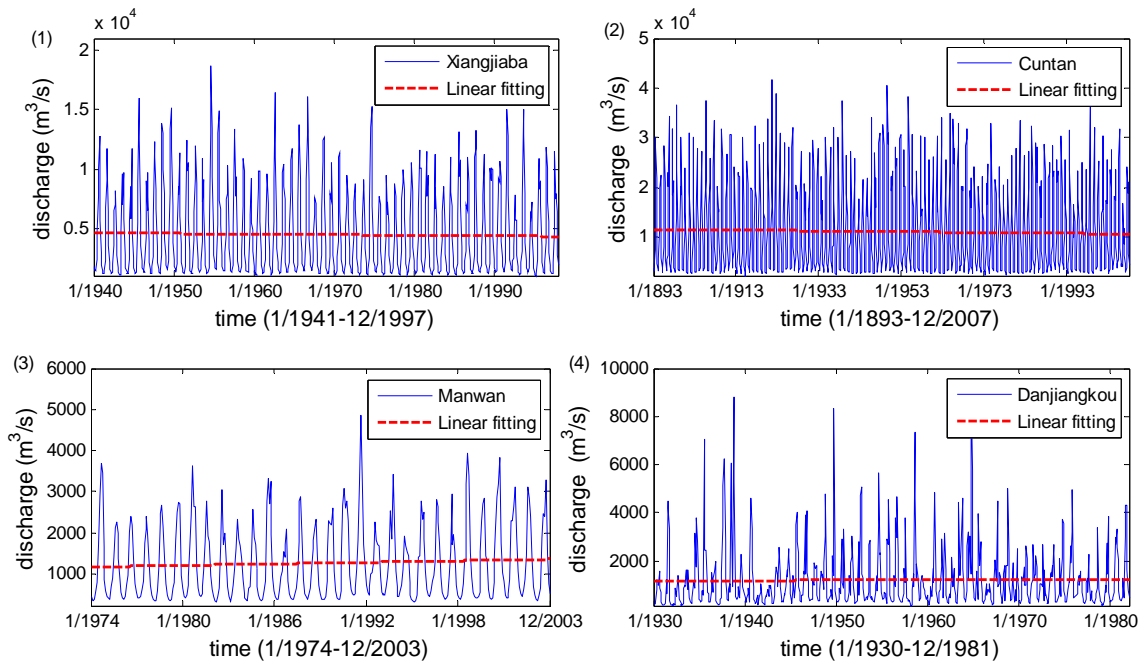 (1)
x 10^4
2
1.5
1
0.5
discharge (m^3/s)
Xiangjiaba
Linear fitting
1/1940 1/1950 1/1960 1/1970 1/1980 1/1990
time (1/1941-12/1997)
(2)
x 10^4
5
4
3
2
1
discharge (m^3/s)
Cuntan
Linear fitting
1/1893 1/1913 1/1933 1/1953 1/1973 1/1993
time (1/1893-12/2007)
(3)
6000
5000
4000
3000
2000
1000
discharge (m^3/s)
Manwan
Linear fitting
1/1974 1/1980 1/1986 1/1992 1/1998 12/2003
time (1/1974-12/2003)
(4)
10000
8000
6000
4000
2000
discharge (m^3/s)
Danjiangkou
Linear fitting
1/1930 1/1940 1/1950 1/1960 1/1970 1/1980
time (1/1930-12/1981)